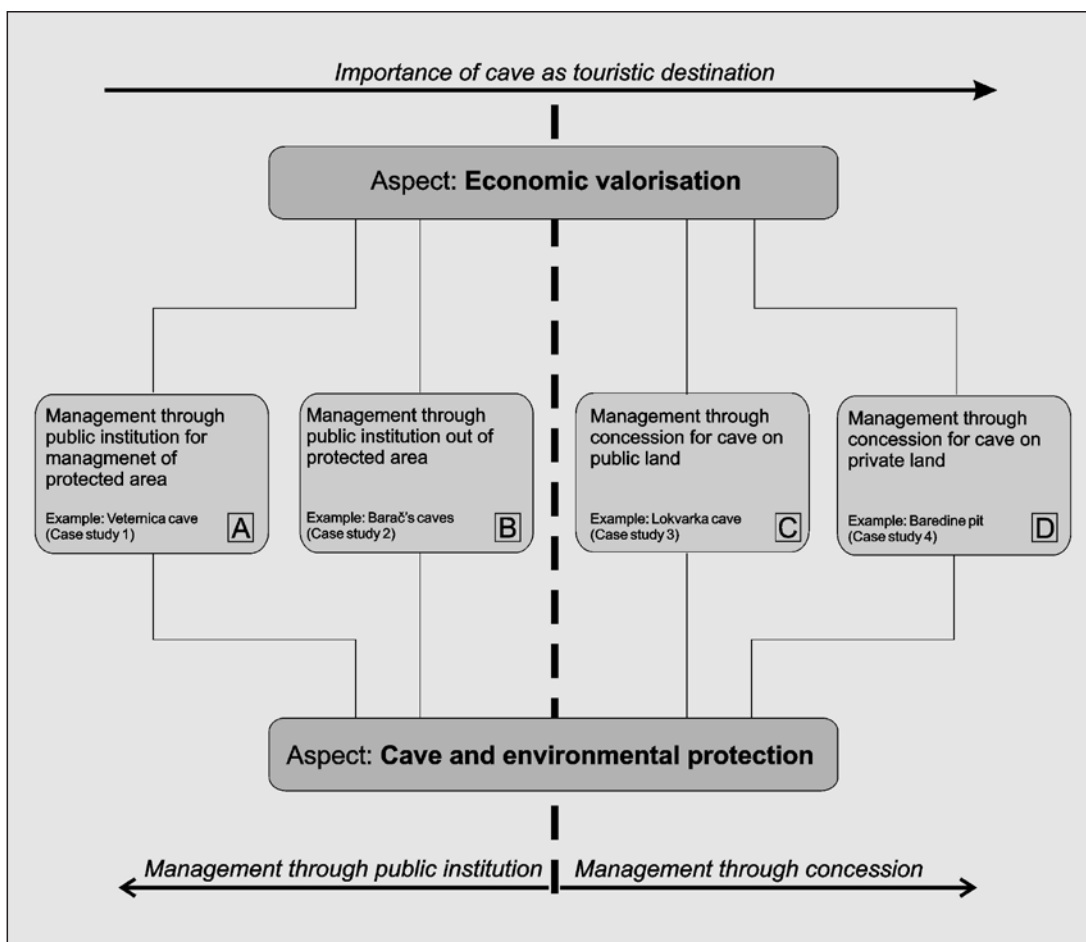 Importance of cave as touristic destination
Aspect: Economic valorisation
Management through
public institution for
managmenet of
protected area
Example: Veternica cave
(Case study 1)
A
Management through
public institution out of
protected area
Example: Barač's caves
(Case study 2)
B
Management through
concession for cave on
public land
Example: Lokvarka cave
(Case study 3)
C
Management through
concession for cave on
private land
Example: Baredine pit
(Case study 4)
D
Aspect: Cave and environmental protection
Management through public institution
Management through concession